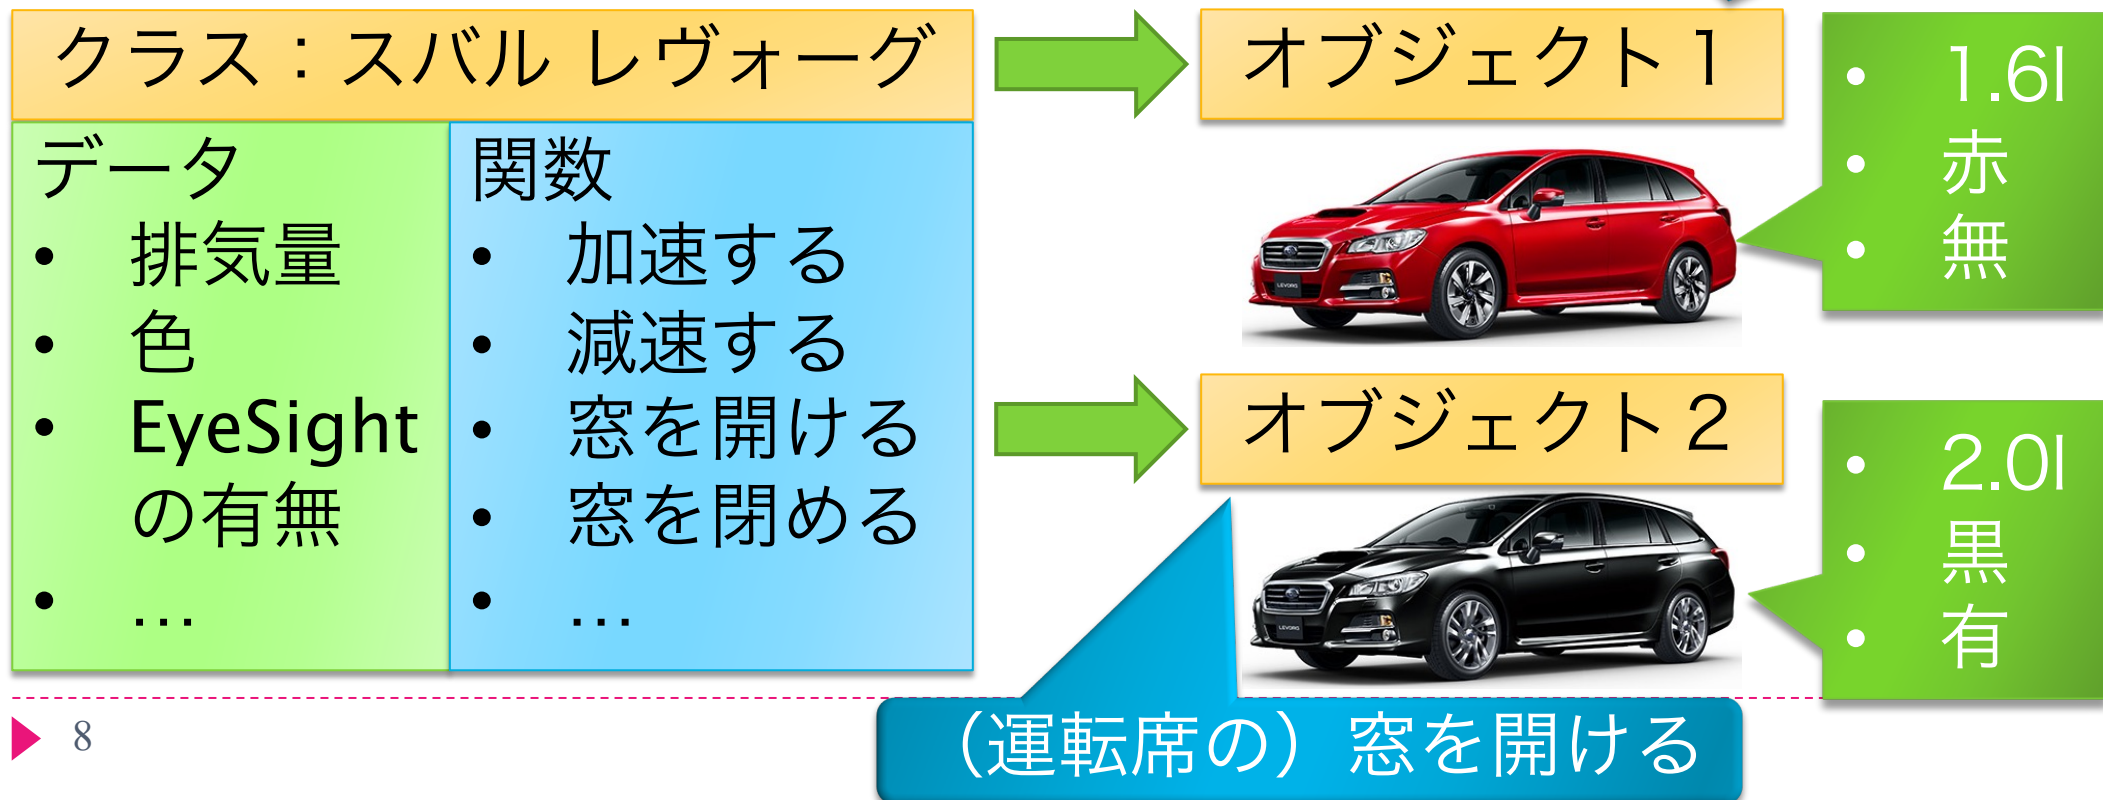 クラス：スバル レヴォーグ
データ
• 排気量
• 色
• EyeSight
の有無
• …
関数
• 加速する
• 減速する
• 窓を開ける
• 窓を閉める
• …
オブジェクト１
• 1.6l
• 赤
• 無
LEVORG
オブジェクト２
• 2.0l
• 黒
• 有
LEVORG
（運転席の）窓を開ける
8